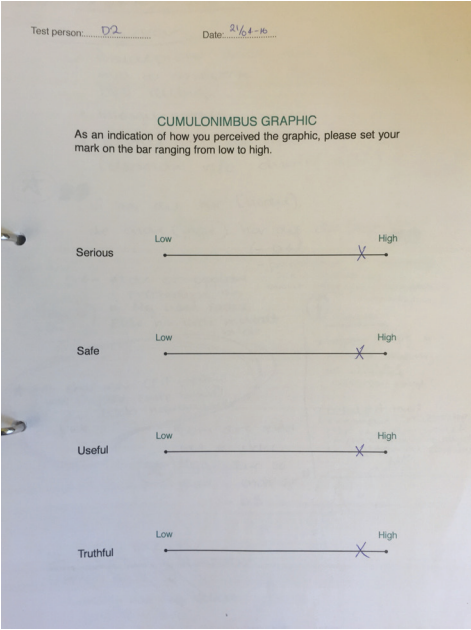 Test person: D2
Date: 21/04-16
CUMULONIMBUS GRAPHIC
As an indication of how you perceived the graphic, please set your
mark on the bar ranging from low to high.
Low High
Serious
Low High
Safe
Low High
Useful
Low High
Truthful